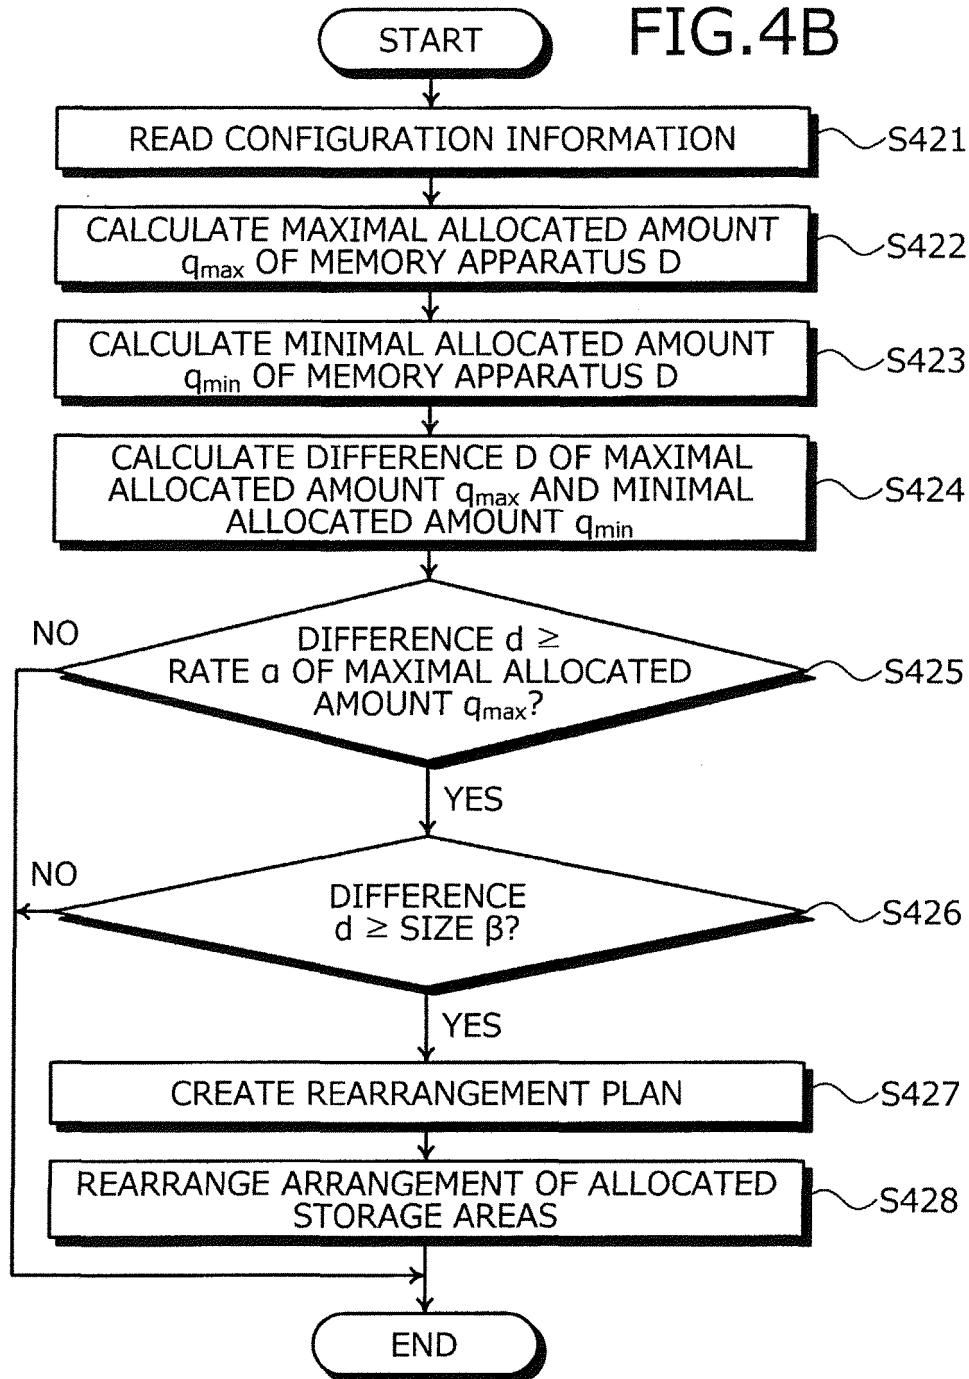 FIG.4B
START
READ CONFIGURATION INFORMATION
S421
CALCULATE MAXIMAL ALLOCATED AMOUNT
qmax OF MEMORY APPARATUS D
S422
CALCULATE MINIMAL ALLOCATED AMOUNT
qmin OF MEMORY APPARATUS D
S423
CALCULATE DIFFERENCE D OF MAXIMAL
ALLOCATED AMOUNT qmax AND MINIMAL
ALLOCATED AMOUNT qmin
S424
NO
DIFFERENCE d ≥
RATE α OF MAXIMAL ALLOCATED
AMOUNT qmax?
S425
YES
NO
DIFFERENCE
d ≥ SIZE β?
S426
YES
CREATE REARRANGEMENT PLAN
S427
REARRANGE ARRANGEMENT OF ALLOCATED
STORAGE AREAS
S428
END